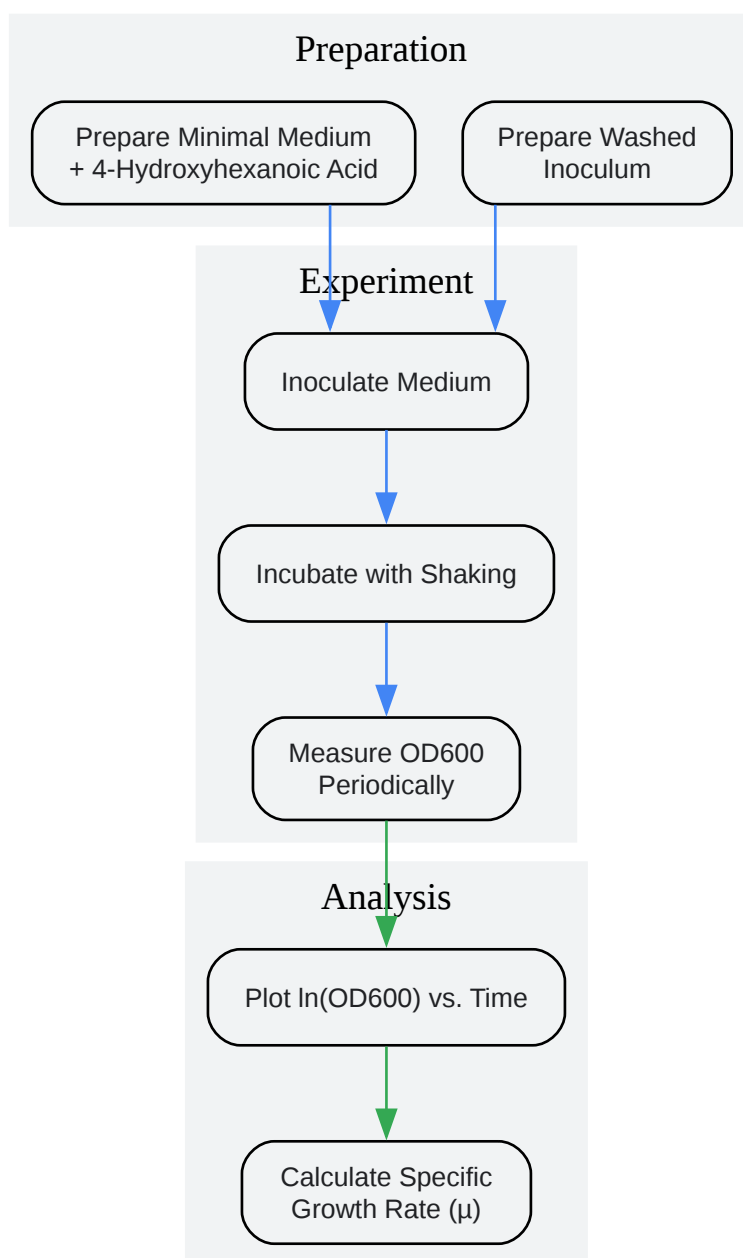 Preparation
Prepare Minimal Medium
+ 4-Hydroxyhexanoic Acid
Prepare Washed
Inoculum
Experiment
Inoculate Medium
Incubate with Shaking
Measure OD600
Periodically
Analysis
Plot ln(OD600) vs. Time
Calculate Specific
Growth Rate (µ)